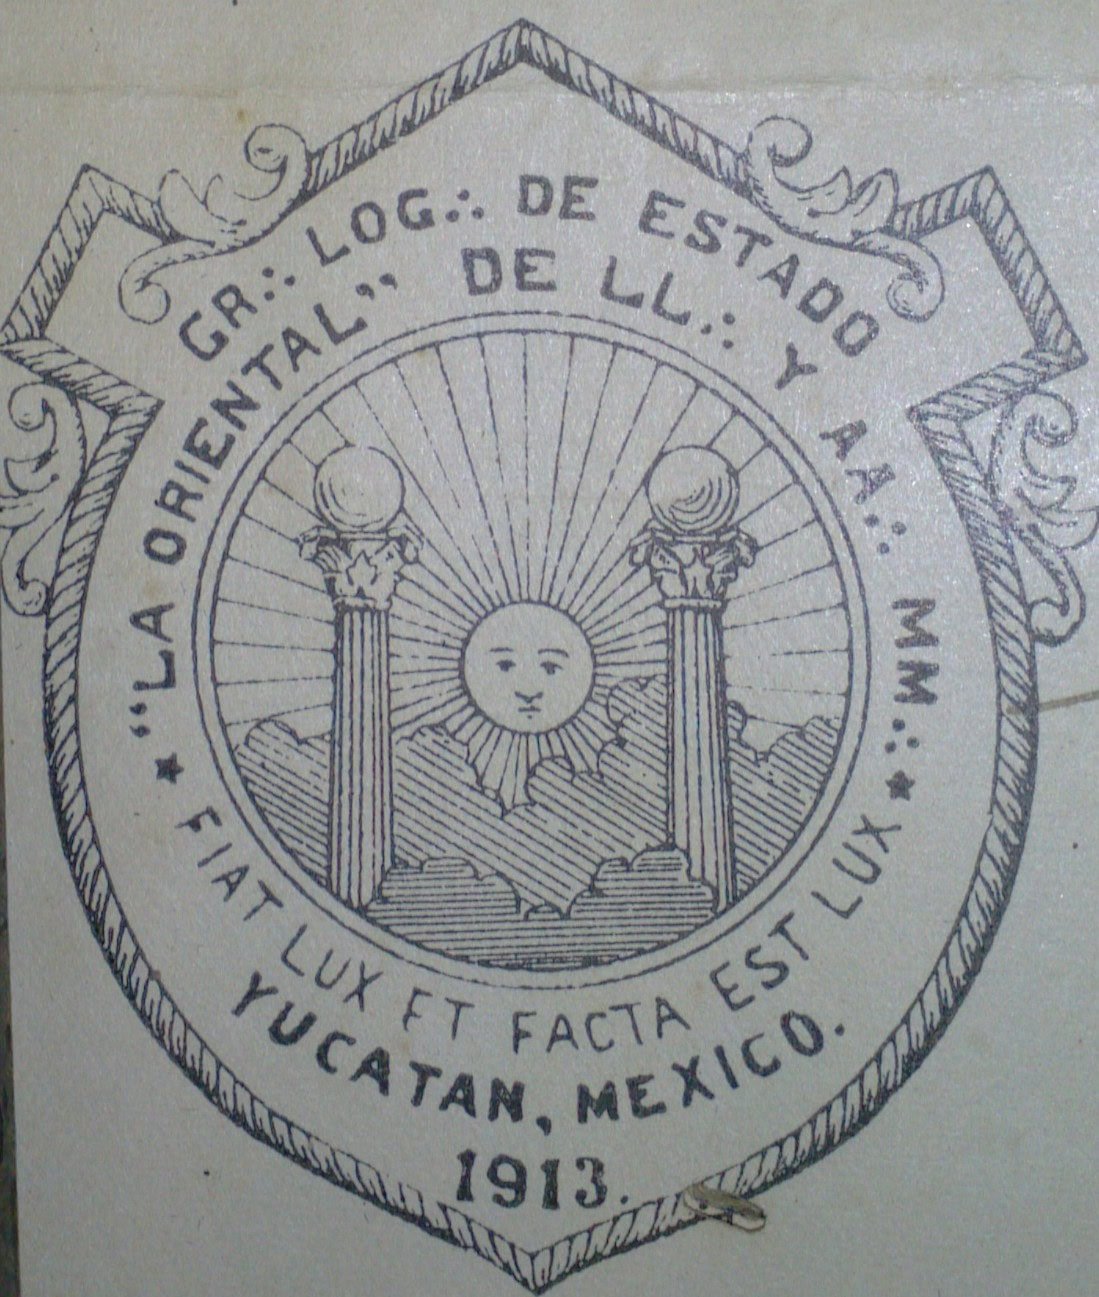 GR∴ LOG∴ DE ESTADO
"LA ORIENTAL" DE LL∴ Y AA∴ MM∴
FIAT LUX ET FACTA EST LUX
YUCATAN, MEXICO.
1913.